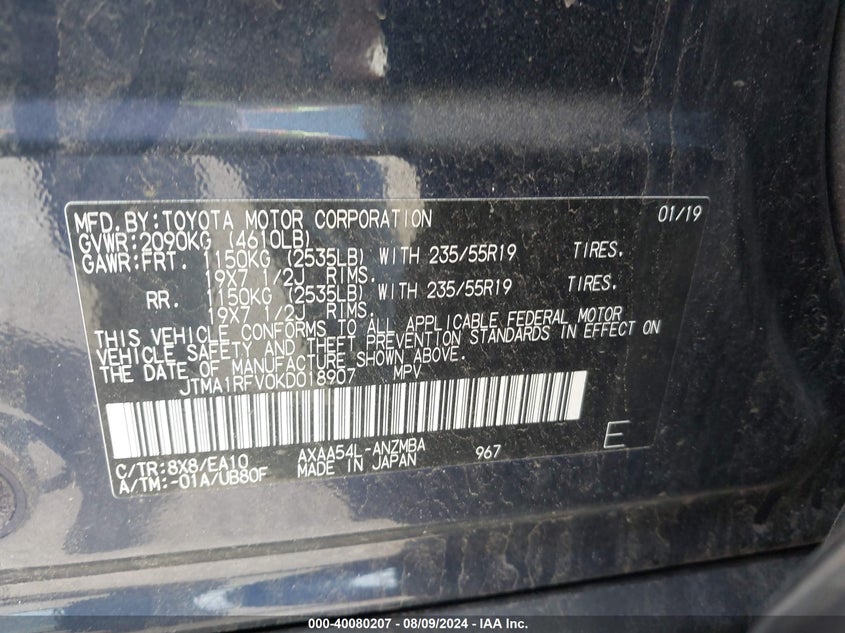 MFD.BY:TOYOTA MOTOR CORPORATION 01/19
GVWR:2090KG (4610LB)
GAWR:FRT. 1150KG (2535LB) WITH 235/55R19 TIRES.
19X7 1/2J RIMS.
RR. 1150KG (2535LB) WITH 235/55R19 TIRES.
19X7 1/2J RIMS.
THIS VEHICLE CONFORMS TO ALL APPLICABLE FEDERAL MOTOR
VEHICLE SAFETY AND THEFT PREVENTION STANDARDS IN EFFECT ON
THE DATE OF MANUFACTURE SHOWN ABOVE.
JTMA1RFV0KD018907 MPV
C/TR:8X8/EA10 AXAA54L-ANZMBA 967 E
A/TM:-01A/UB80F MADE IN JAPAN
000-40080207 - 08/09/2024 - IAA Inc.